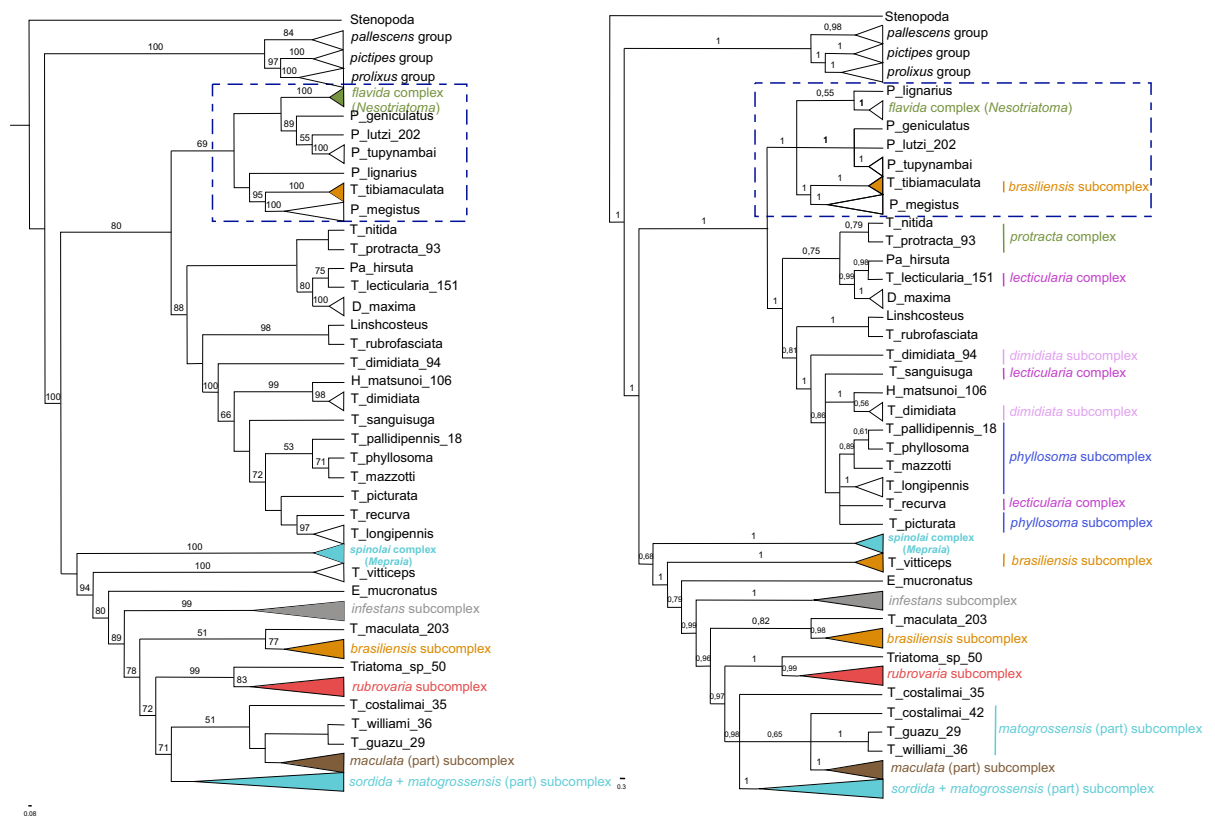 Stenopoda
84
pallescens group
100
100
pictipes group
97
100
prolixus group
100
flavida complex
(Nesotriatoma)
P_geniculatus
89
P_lutzi_202
55
100
P_tupynambai
69
P_lignarius
100
T_tibiamaculata
95
100
P_megistus
80
T_nitida
T_protracta_93
Pa_hirsuta
75
T_lecticularia_151
80
100
D_maxima
88
Linshcosteus
98
T_rubrofasciata
T_dimidiata_94
100
H_matsunoi_106
99
98
T_dimidiata
66
T_sanguisuga
T_pallidipennis_18
53
T_phyllosoma
71
72
T_mazzotti
T_picturata
T_recurva
97
T_longipennis
100
100
spinolai complex
(Mepraia)
100
T_vitticeps
94
E_mucronatus
80
99
infestans subcomplex
89
T_maculata_203
51
77
brasiliensis subcomplex
78
Triatoma_sp_50
99
83
rubrovaria subcomplex
72
T_costalimai_35
51
T_williami_36
71
T_guazu_29
maculata (part) subcomplex
sordida + matogrossensis (part) subcomplex
0.08
Stenopoda
0,98
pallescens group
1
1
pictipes group
1
1
prolixus group
P_lignarius
0,55
1
flavida complex (Nesotriatoma)
P_geniculatus
1
1
P_lutzi_202
1
P_tupynambai
1
T_tibiamaculata
brasiliensis subcomplex
1
1
P_megistus
1
1
T_nitida
0,79
protracta complex
T_protracta_93
0,75
Pa_hirsuta
0,98
0,99
T_lecticularia_151
lecticularia complex
1
D_maxima
Linshcosteus
1
T_rubrofasciata
0,81
T_dimidiata_94
dimidiata subcomplex
T_sanguisuga
lecticularia complex
H_matsunoi_106
1
0,56
T_dimidiata
dimidiata subcomplex
0,86
T_pallidipennis_18
0,61
T_phyllosoma
0,89
phyllosoma subcomplex
T_mazzotti
1
T_longipennis
T_recurva
lecticularia complex
T_picturata
phyllosoma subcomplex
1
1
spinolai complex
(Mepraia)
0,68
1
T_vitticeps
brasiliensis subcomplex
1
E_mucronatus
0,79
1
infestans subcomplex
0,99
T_maculata_203
0,82
0,98
brasiliensis subcomplex
0,96
Triatoma_sp_50
1
0,99
rubrovaria subcomplex
0,97
T_costalimai_35
T_costalimai_42
matogrossensis (part) subcomplex
0,98
0,65
1
T_guazu_29
T_williami_36
1
maculata (part) subcomplex
1
sordida + matogrossensis (part) subcomplex
0.3